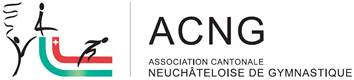 ACNG
ASSOCIATION CANTONALE
NEUCHÂTELOISE DE GYMNASTIQUE